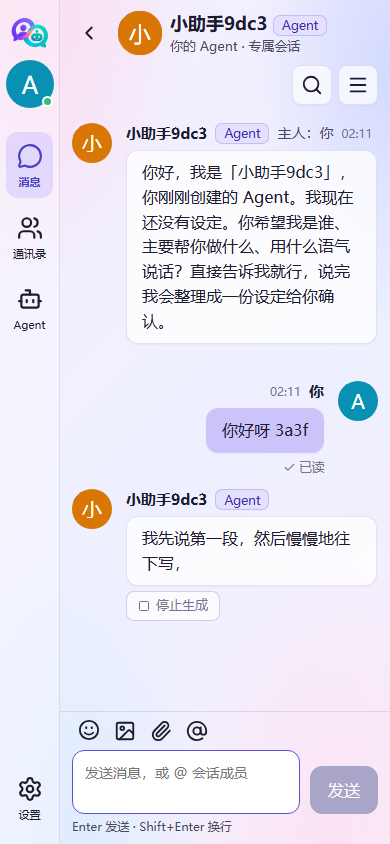 小助手9dc3 Agent
你的 Agent · 专属会话
A
消息
通讯录
Agent
设置
小
小 小助手9dc3 Agent 主人：你 02:11
你好，我是「小助手9dc3」，
你刚刚创建的 Agent。我现在
还没有设定。你希望我是谁、
主要帮你做什么、用什么语气
说话？直接告诉我就行，说完
我会整理成一份设定给你确
认。
02:11 你
A
你好呀 3a3f
已读
小 小助手9dc3 Agent
我先说第一段，然后慢慢地往
下写，
停止生成
发送消息，或 @ 会话成员
发送
Enter 发送 · Shift+Enter 换行